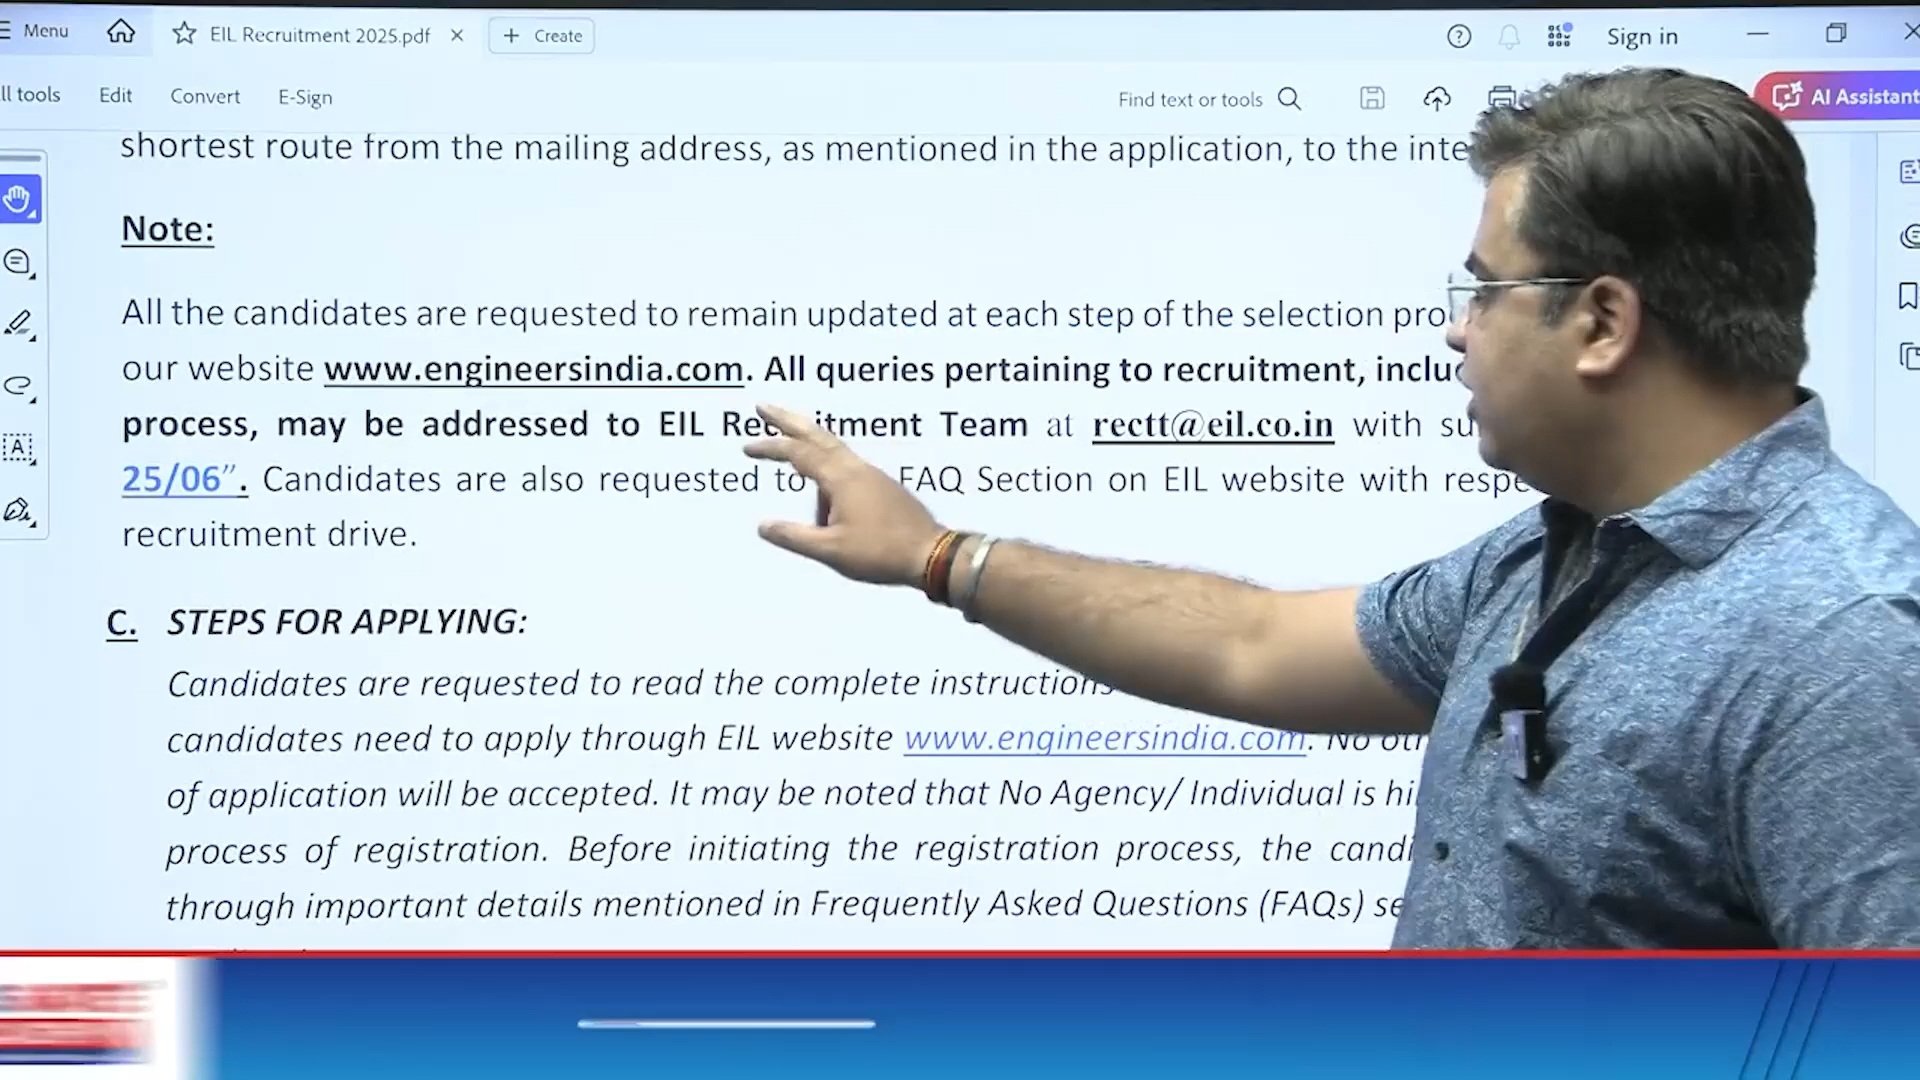 Menu
EIL Recruitment 2025.pdf
Create
Sign in
ll tools
Edit
Convert
E-Sign
Find text or tools
AI Assistant
shortest route from the mailing address, as mentioned in the application, to the inte
Note:
All the candidates are requested to remain updated at each step of the selection pro
our website www.engineersindia.com. All queries pertaining to recruitment, inclu
process, may be addressed to EIL Rec itment Team at rectt@eil.co.in with su
25/06”. Candidates are also requested to FAQ Section on EIL website with respe
recruitment drive.
C. STEPS FOR APPLYING:
Candidates are requested to read the complete instructions
candidates need to apply through EIL website www.engineersindia.com. No oth
of application will be accepted. It may be noted that No Agency/ Individual is hi
process of registration. Before initiating the registration process, the candi
through important details mentioned in Frequently Asked Questions (FAQs) se